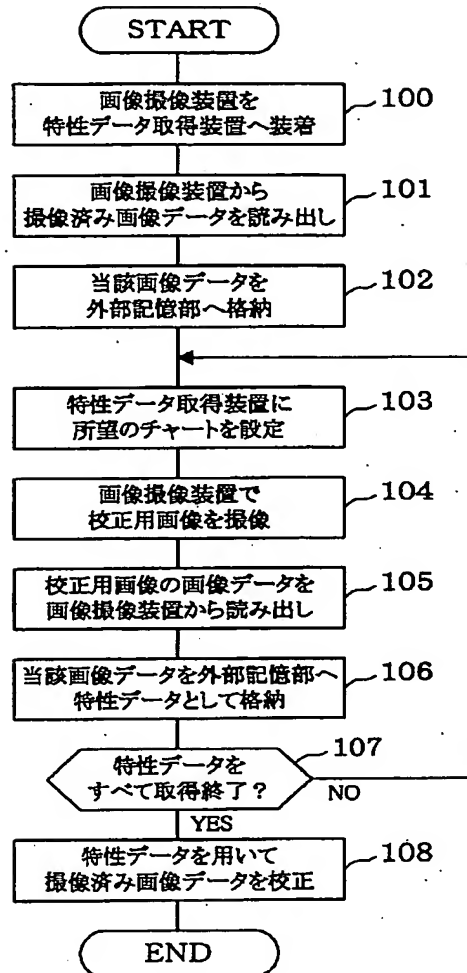 START
画像撮像装置を
特性データ取得装置へ装着
100
画像撮像装置から
撮像済み画像データを読み出し
101
当該画像データを
外部記憶部へ格納
102
特性データ取得装置に
所望のチャートを設定
103
画像撮像装置で
校正用画像を撮像
104
校正用画像の画像データを
画像撮像装置から読み出し
105
当該画像データを外部記憶部へ
特性データとして格納
106
特性データを
すべて取得終了？
107
NO
YES
特性データを用いて
撮像済み画像データを校正
108
END